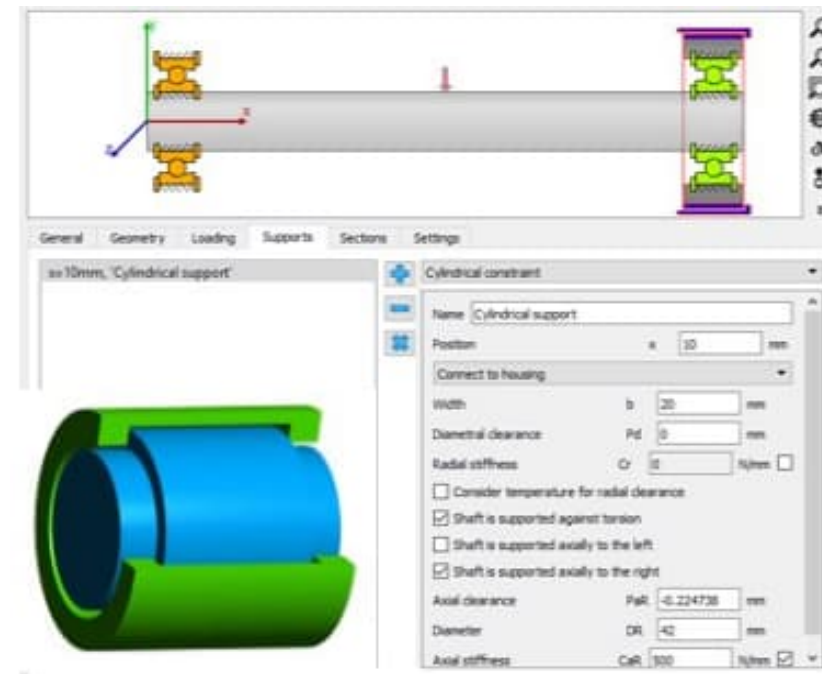 General Geometry Loading Supports Sections Settings
x=10mm, 'Cylindrical support'
Cylindrical constraint
Name Cylindrical support
Position x 10 mm
Connect to housing
Width b 20 mm
Diametral clearance Pd 0 mm
Radial stiffness Cr 0 N/mm
Consider temperature for radial clearance
Shaft is supported against torsion
Shaft is supported axially to the left
Shaft is supported axially to the right
Axial clearance PaR -0.224738 mm
Diameter DR 42 mm
Axial stiffness CaR 500 N/mm